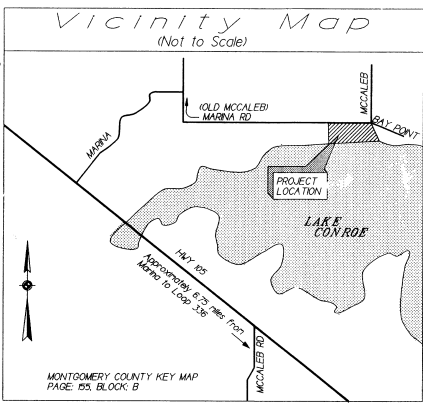 Vicinity Map
(Not to Scale)
(OLD MCCALEB)
MARINA RD
MCCALEB
BAY POINT
MARINA
PROJECT
LOCATION
LAKE
CONROE
HWY 105
Approximately 6.75 miles from
Marina to Loop 336
MCCALEB RD
MONTGOMERY COUNTY KEY MAP
PAGE: 155, BLOCK: B